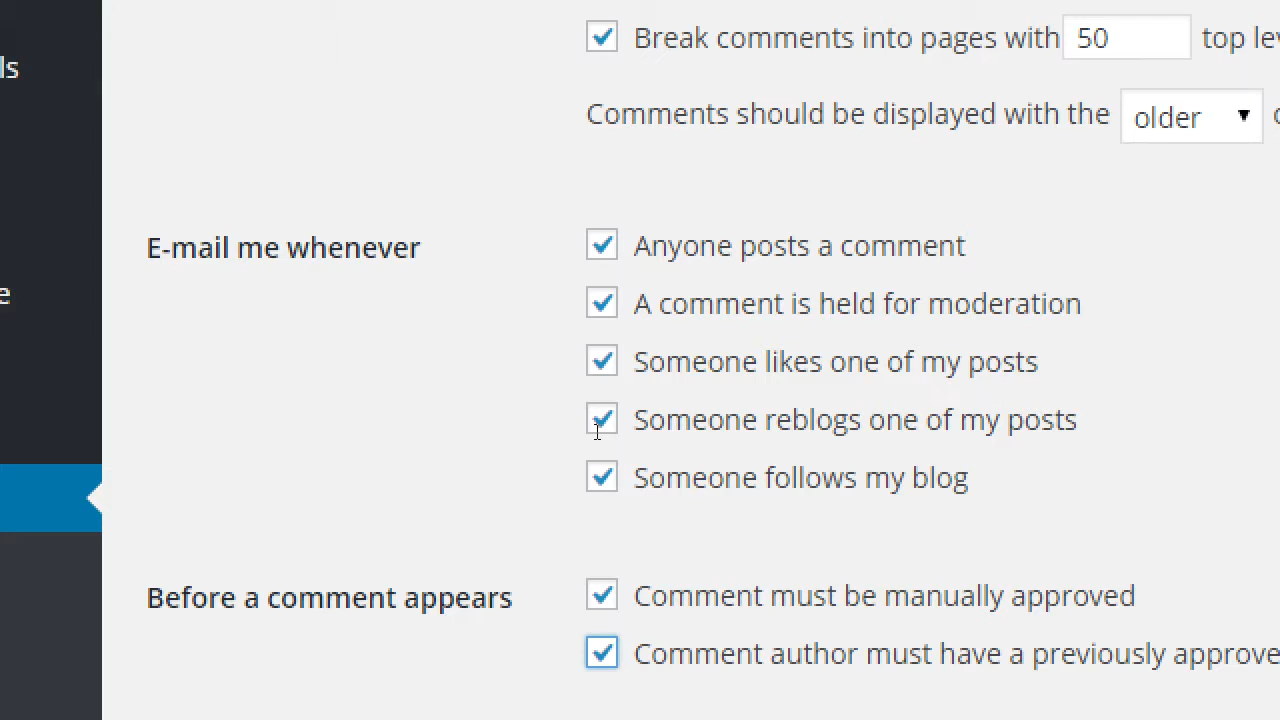 Break comments into pages with 50 top lev
ls
Comments should be displayed with the older
E-mail me whenever
Anyone posts a comment
e
A comment is held for moderation
Someone likes one of my posts
Someone reblogs one of my posts
Someone follows my blog
Before a comment appears
Comment must be manually approved
Comment author must have a previously approve